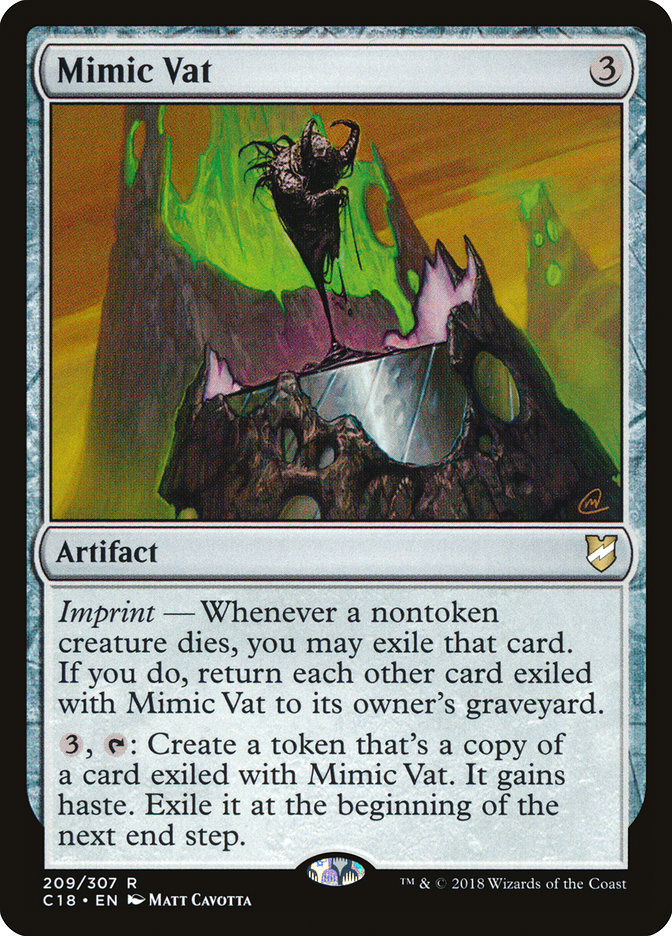 Mimic Vat 3
Artifact
Imprint — Whenever a nontoken
creature dies, you may exile that card.
If you do, return each other card exiled
with Mimic Vat to its owner's graveyard.
3, : Create a token that's a copy of
a card exiled with Mimic Vat. It gains
haste. Exile it at the beginning of the
next end step.
209/307 R
C18 • EN Matt Cavotta
™ & © 2018 Wizards of the Coast